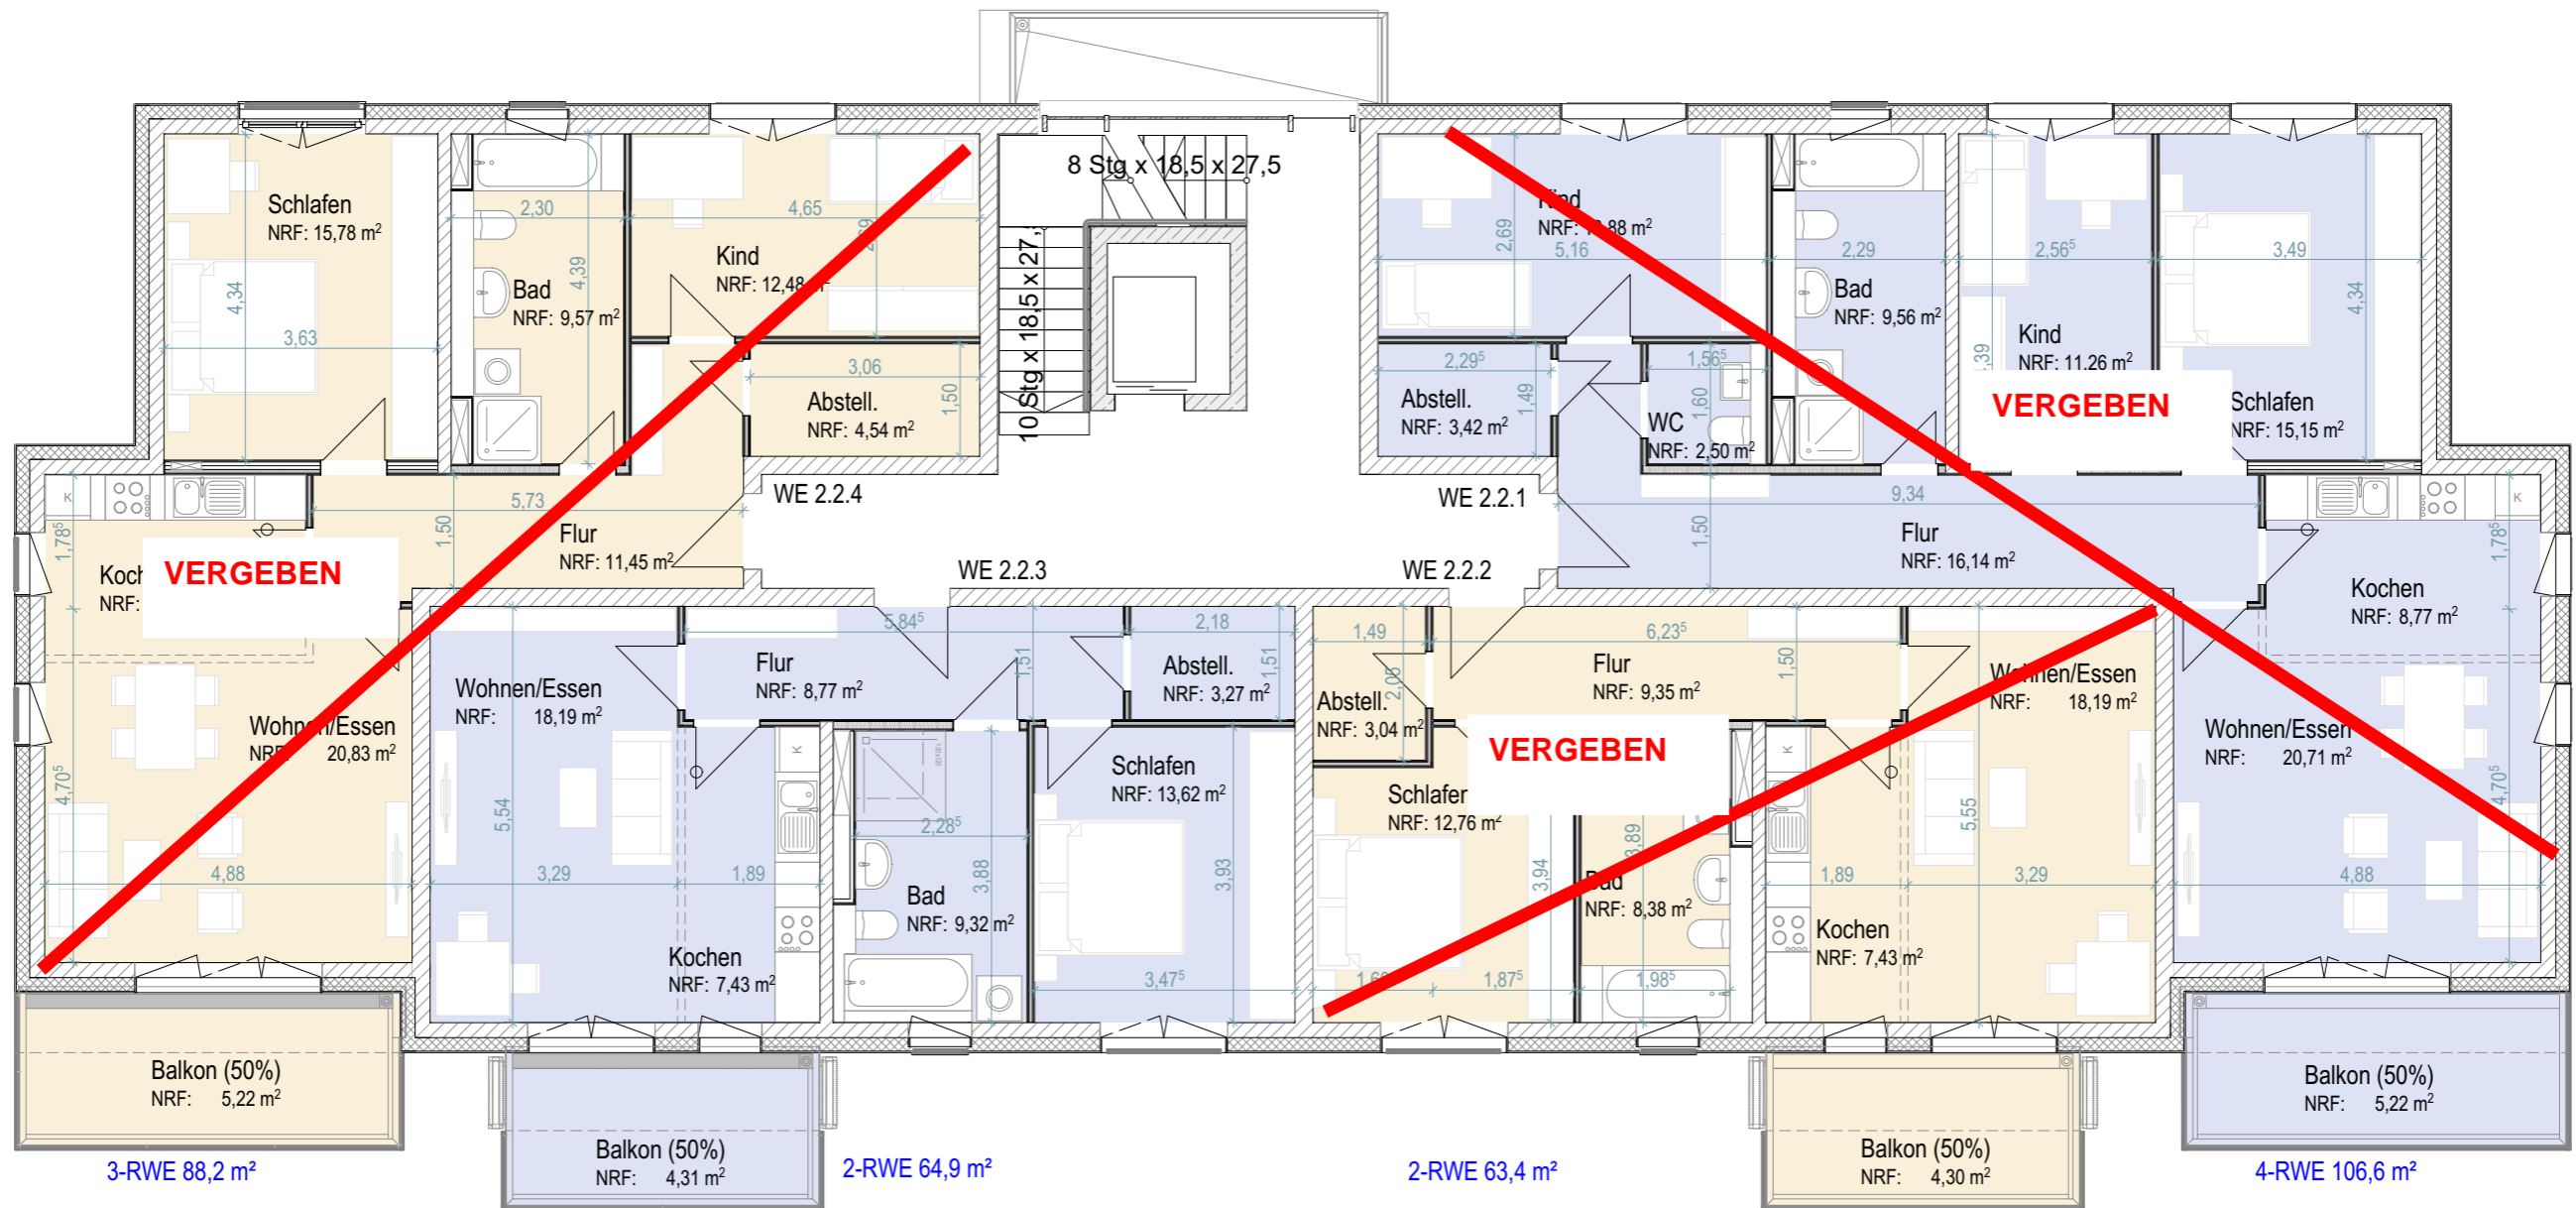 8 Stg x 18,5 x 27,5
10 Stg x 18,5 x 27,
Schlafen
NRF: 15,78 m²
4,34
3,63
2,30
4,39
Bad
NRF: 9,57 m²
4,65
Kind
NRF: 12,48
3,06
1,50
Abstell.
NRF: 4,54 m²
K
5,73
1,50
Flur
NRF: 11,45 m²
WE 2.2.4
1,78⁵
Koch
NRF:
VERGEBEN
Wohnen/Essen
NRF: 20,83 m²
4,70⁵
4,88
Balkon (50%)
NRF: 5,22 m²
3-RWE 88,2 m²
WE 2.2.3
5,84⁵
2,18
1,51
1,51
Flur
NRF: 8,77 m²
Abstell.
NRF: 3,27 m²
Wohnen/Essen
NRF: 18,19 m²
5,54
3,29
1,89
K
Kochen
NRF: 7,43 m²
2,28⁵
3,88
Bad
NRF: 9,32 m²
Schlafen
NRF: 13,62 m²
3,93
3,47⁵
Balkon (50%)
NRF: 4,31 m²
2-RWE 64,9 m²
WE 2.2.2
1,49
2,05
6,23⁵
1,50
Abstell.
NRF: 3,04 m²
Flur
NRF: 9,35 m²
VERGEBEN
Schlafen
NRF: 12,76 m²
3,94
1,87⁵
3,89
Bad
NRF: 8,38 m²
1,98⁵
K
Wohnen/Essen
NRF: 18,19 m²
5,55
1,89
3,29
Kochen
NRF: 7,43 m²
Balkon (50%)
NRF: 4,30 m²
2-RWE 63,4 m²
WE 2.2.1
Kind
88 m²
2,69
5,16
2,29
Bad
NRF: 9,56 m²
2,56⁵
,39
Kind
NRF: 11,26 m²
3,49
4,34
Schlafen
NRF: 15,15 m²
VERGEBEN
2,29⁵
1,49
Abstell.
NRF: 3,42 m²
1,56⁵
1,60
WC
NRF: 2,50 m²
9,34
1,50
Flur
NRF: 16,14 m²
K
1,78⁵
Kochen
NRF: 8,77 m²
Wohnen/Essen
NRF: 20,71 m²
4,70⁵
4,88
Balkon (50%)
NRF: 5,22 m²
4-RWE 106,6 m²